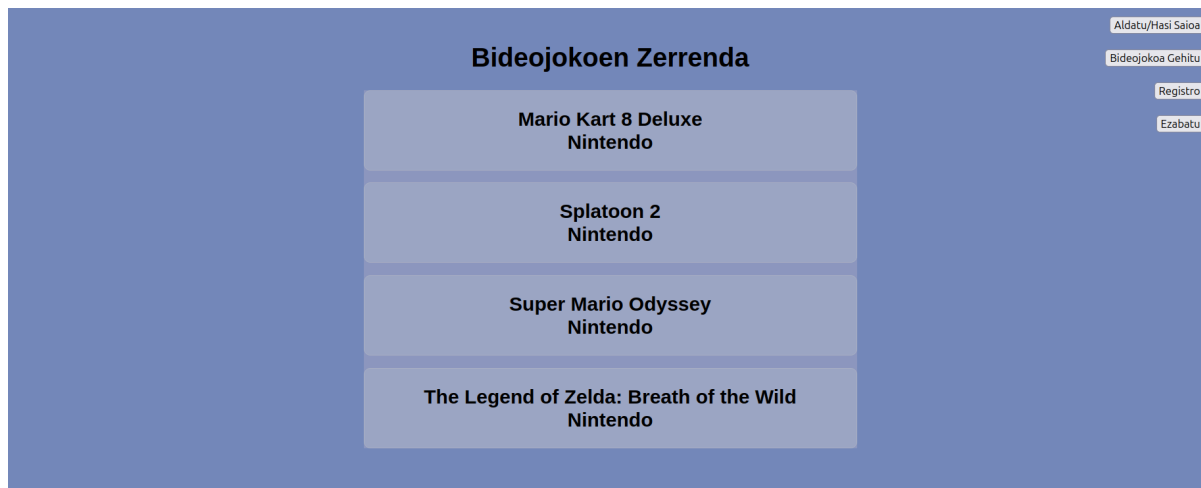 Aldatu/Hasi Saioa
Bideojokoen Zerrenda
Bideojokoa Gehitu
Registro
Ezabatu
Mario Kart 8 Deluxe
Nintendo
Splatoon 2
Nintendo
Super Mario Odyssey
Nintendo
The Legend of Zelda: Breath of the Wild
Nintendo